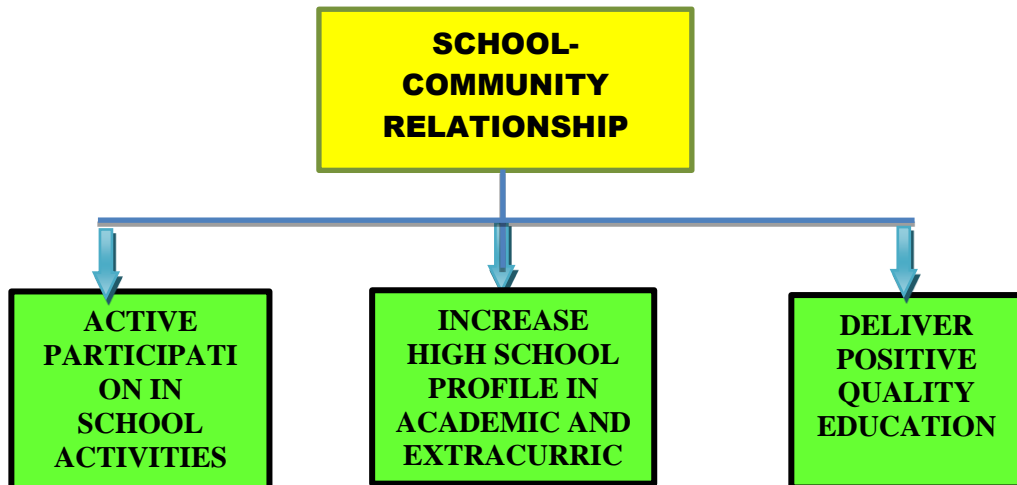 SCHOOL-
COMMUNITY
RELATIONSHIP
ACTIVE
PARTICIPATI
ON IN
SCHOOL
ACTIVITIES
INCREASE
HIGH SCHOOL
PROFILE IN
ACADEMIC AND
EXTRACURRIC
DELIVER
POSITIVE
QUALITY
EDUCATION